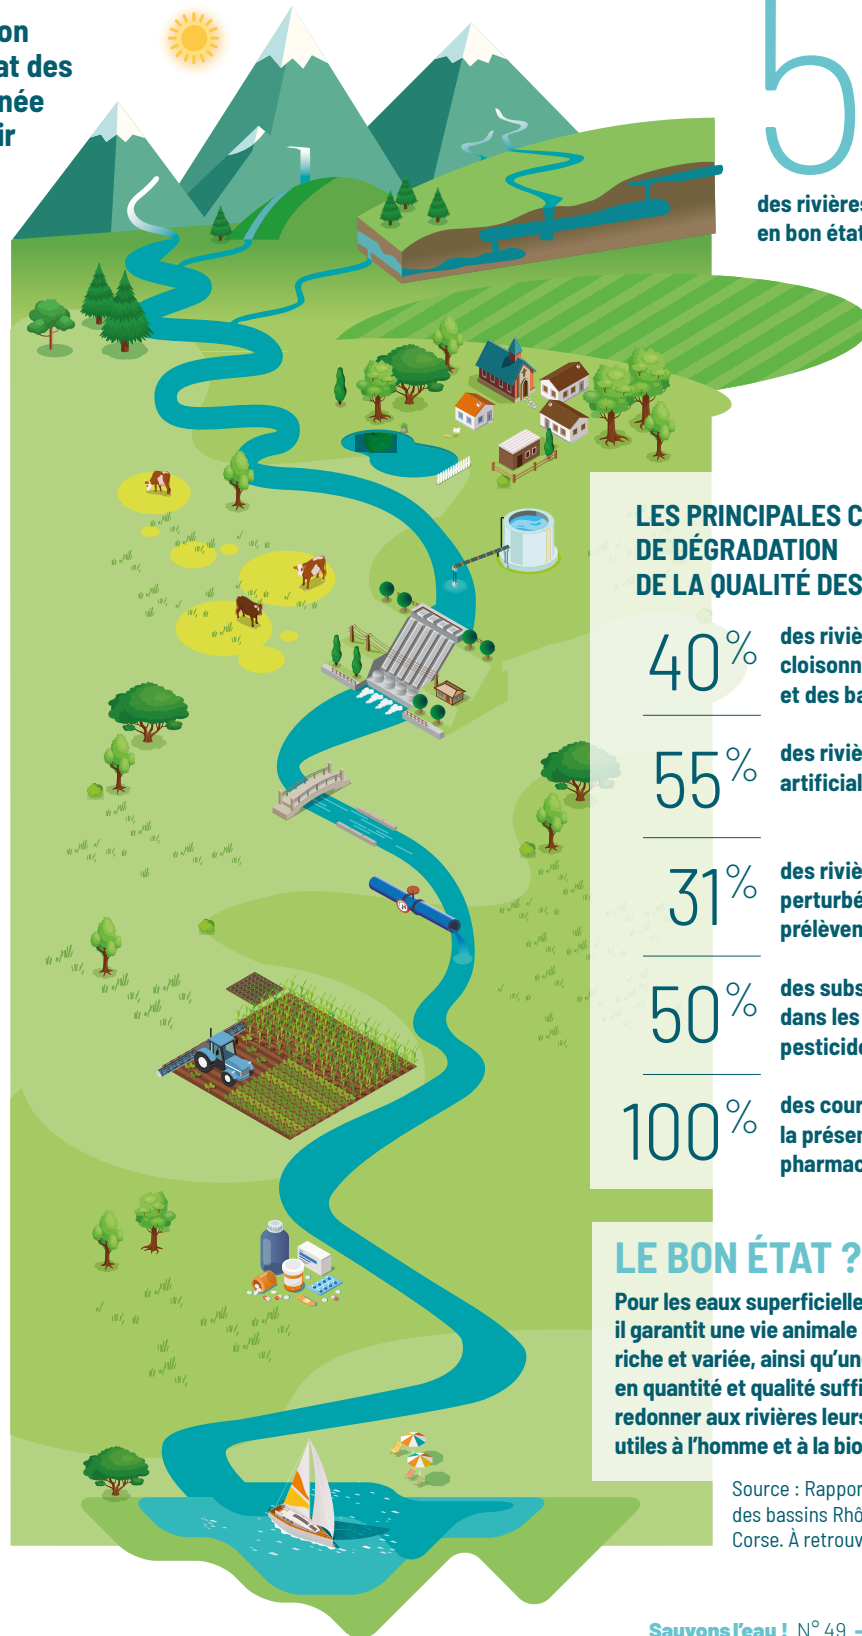 on
at des
née
ir
5
des rivières
en bon état
LES PRINCIPALES C
DE DÉGRADATION
DE LA QUALITÉ DES
40%
des riviè
cloisonn
et des ba
55%
des riviè
artificial
31%
des riviè
perturbé
prélèvem
50%
des subs
dans les
pesticide
100%
des cour
la présen
pharmac
LE BON ÉTAT ?
Pour les eaux superficielle
il garantit une vie animale
riche et variée, ainsi qu'un
en quantité et qualité suffi
redonner aux rivières leurs
utiles à l'homme et à la bio
Source : Rappor
des bassins Rhô
Corse. À retrouv
Sauvons l'eau ! N° 49 -